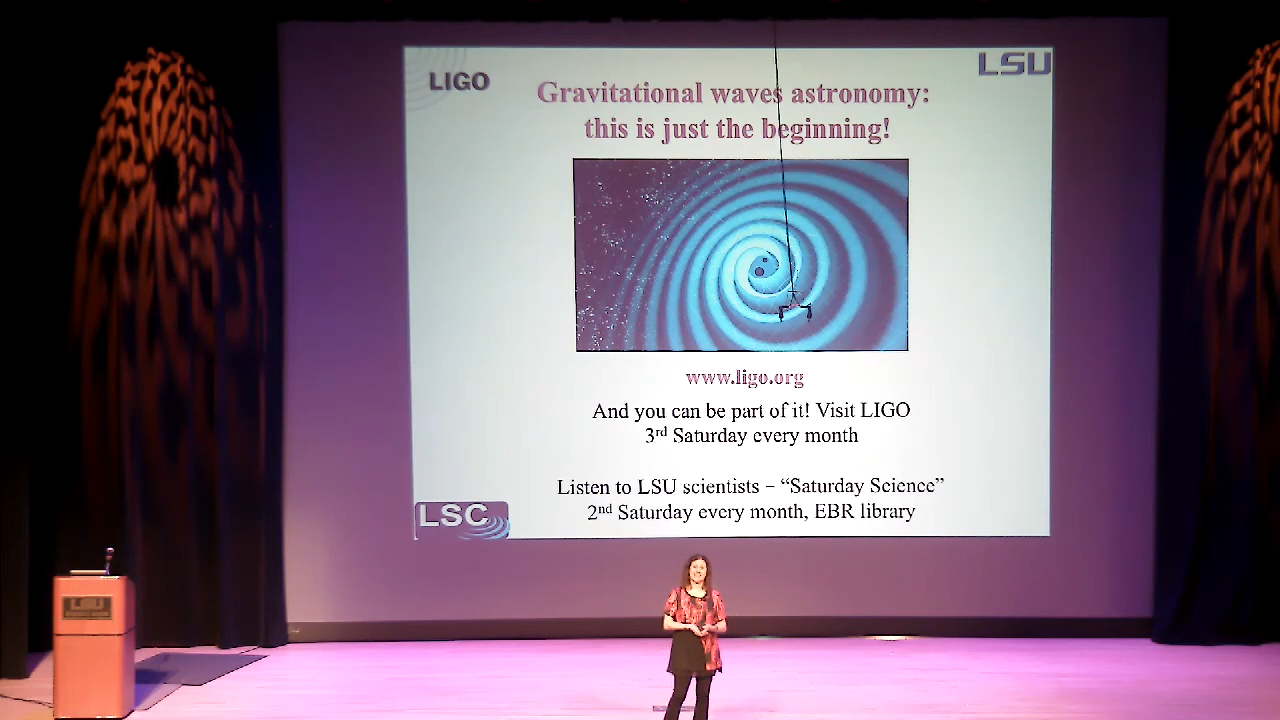 LIGO
LSU
Gravitational waves astronomy:
this is just the beginning!
www.ligo.org
And you can be part of it! Visit LIGO
3rd Saturday every month
Listen to LSU scientists – “Saturday Science”
2nd Saturday every month, EBR library
LSC
LSU